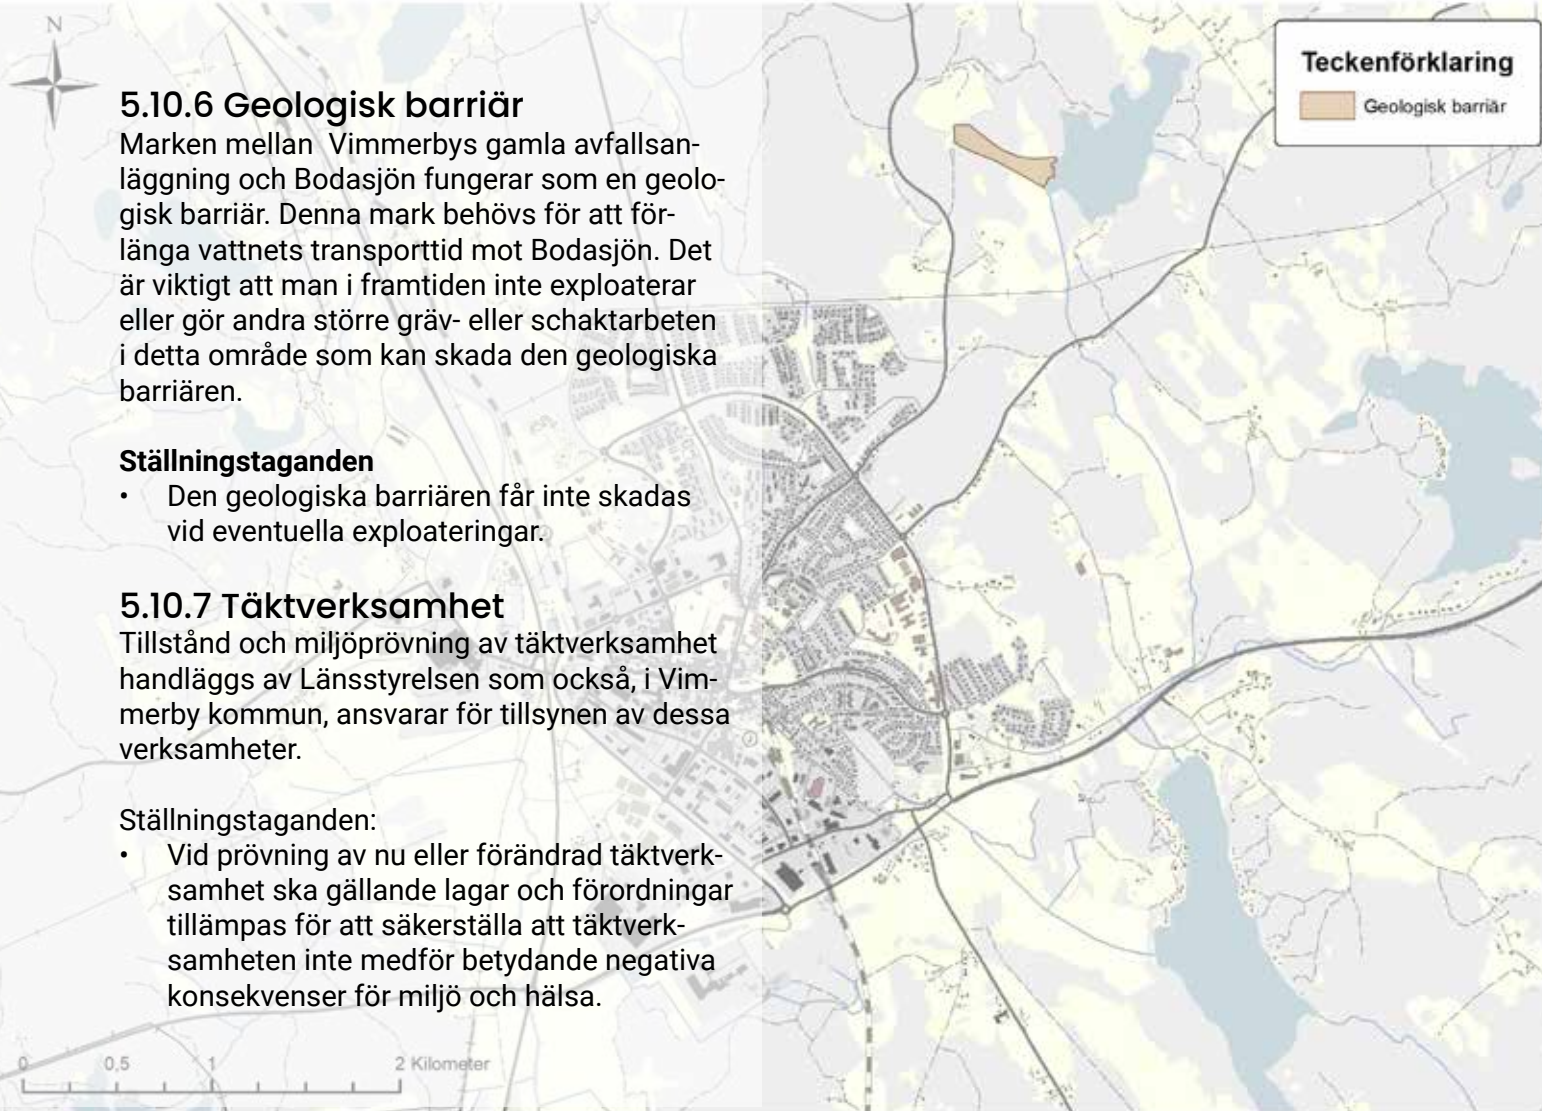 N
5.10.6 Geologisk barriär
Marken mellan  Vimmerbys gamla avfallsan-
läggning och Bodasjön fungerar som en geolo-
gisk barriär. Denna mark behövs för att för-
länga vattnets transporttid mot Bodasjön. Det
är viktigt att man i framtiden inte exploaterar
eller gör andra större gräv- eller schaktarbeten
i detta område som kan skada den geologiska
barriären.
Ställningstaganden
• Den geologiska barriären får inte skadas
vid eventuella exploateringar.
5.10.7 Täktverksamhet
Tillstånd och miljöprövning av täktverksamhet
handläggs av Länsstyrelsen som också, i Vim-
merby kommun, ansvarar för tillsynen av dessa
verksamheter.
Ställningstaganden:
• Vid prövning av nu eller förändrad täktverk-
samhet ska gällande lagar och förordningar
tillämpas för att säkerställa att täktverk-
samheten inte medför betydande negativa
konsekvenser för miljö och hälsa.
0 0,5 1 2 Kilometer
Teckenförklaring
Geologisk barriär